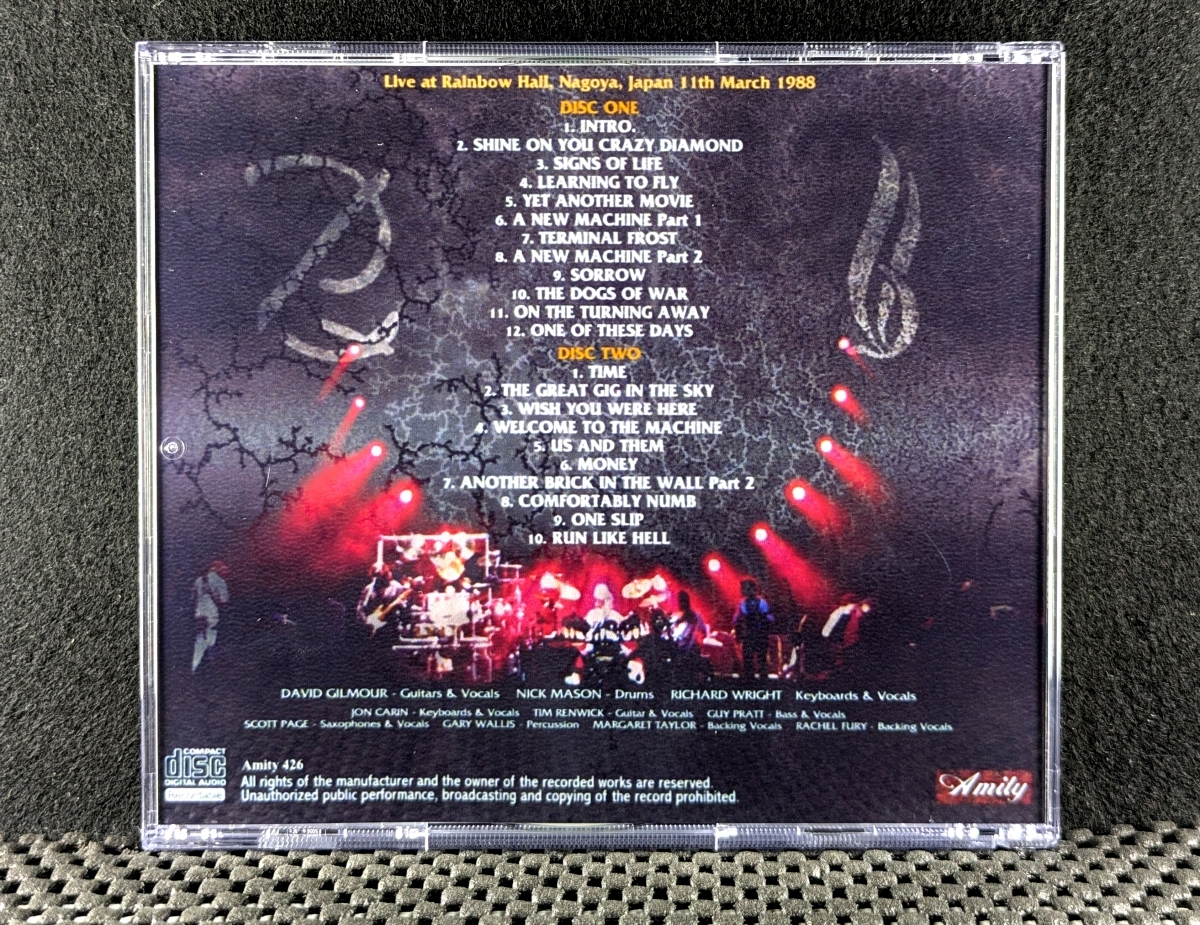 Live at Rainbow Hall, Nagoya, Japan 11th March 1988
DISC ONE
1. INTRO.
2. SHINE ON YOU CRAZY DIAMOND
3. SIGNS OF LIFE
4. LEARNING TO FLY
5. YET ANOTHER MOVIE
6. A NEW MACHINE Part 1
7. TERMINAL FROST
8. A NEW MACHINE Part 2
9. SORROW
10. THE DOGS OF WAR
11. ON THE TURNING AWAY
12. ONE OF THESE DAYS
DISC TWO
1. TIME
2. THE GREAT GIG IN THE SKY
3. WISH YOU WERE HERE
4. WELCOME TO THE MACHINE
5. US AND THEM
6. MONEY
7. ANOTHER BRICK IN THE WALL Part 2
8. COMFORTABLY NUMB
9. ONE SLIP
10. RUN LIKE HELL
DAVID GILMOUR - Guitars & Vocals NICK MASON - Drums RICHARD WRIGHT Keyboards & Vocals
JON CARIN - Keyboards & Vocals TIM RENWICK - Guitar & Vocals GUY PRATT - Bass & Vocals
SCOTT PAGE - Saxophones & Vocals GARY WALLIS - Percussion MARGARET TAYLOR - Backing Vocals RACHEL FURY - Backing Vocals
COMPACT
disc
DIGITAL AUDIO
Recordable
Amity 426
All rights of the manufacturer and the owner of the recorded works are reserved.
Unauthorized public performance, broadcasting and copying of the record prohibited.
Amity